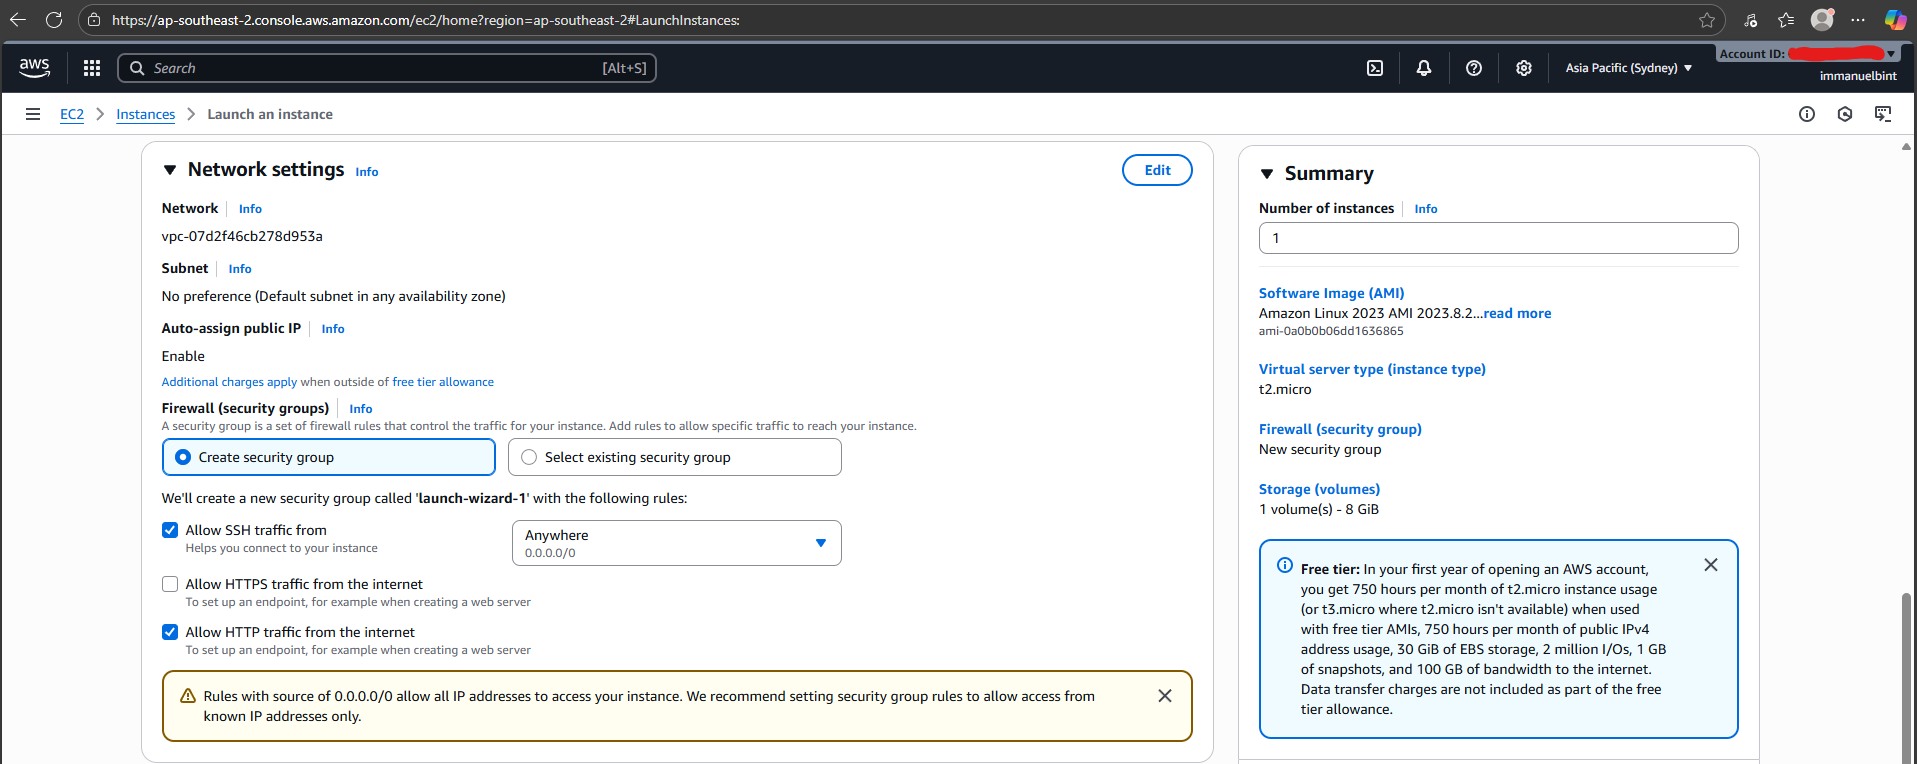 https://ap-southeast-2.console.aws.amazon.com/ec2/home?region=ap-southeast-2#LaunchInstances:
aws
Search
[Alt+S]
Asia Pacific (Sydney)
Account ID:
immanuelbint
EC2
Instances
Launch an instance
Network settings Info
Edit
Network Info
vpc-07d2f46cb278d953a
Subnet Info
No preference (Default subnet in any availability zone)
Auto-assign public IP Info
Enable
Additional charges apply when outside of free tier allowance
Firewall (security groups) Info
A security group is a set of firewall rules that control the traffic for your instance. Add rules to allow specific traffic to reach your instance.
Create security group
Select existing security group
We'll create a new security group called 'launch-wizard-1' with the following rules:
Allow SSH traffic from
Helps you connect to your instance
Anywhere
0.0.0.0/0
Allow HTTPS traffic from the internet
To set up an endpoint, for example when creating a web server
Allow HTTP traffic from the internet
To set up an endpoint, for example when creating a web server
Rules with source of 0.0.0.0/0 allow all IP addresses to access your instance. We recommend setting security group rules to allow access from
known IP addresses only.
Summary
Number of instances Info
1
Software Image (AMI)
Amazon Linux 2023 AMI 2023.8.2...read more
ami-0a0b0b06dd1636865
Virtual server type (instance type)
t2.micro
Firewall (security group)
New security group
Storage (volumes)
1 volume(s) - 8 GiB
Free tier: In your first year of opening an AWS account,
you get 750 hours per month of t2.micro instance usage
(or t3.micro where t2.micro isn't available) when used
with free tier AMIs, 750 hours per month of public IPv4
address usage, 30 GiB of EBS storage, 2 million I/Os, 1 GB
of snapshots, and 100 GB of bandwidth to the internet.
Data transfer charges are not included as part of the free
tier allowance.